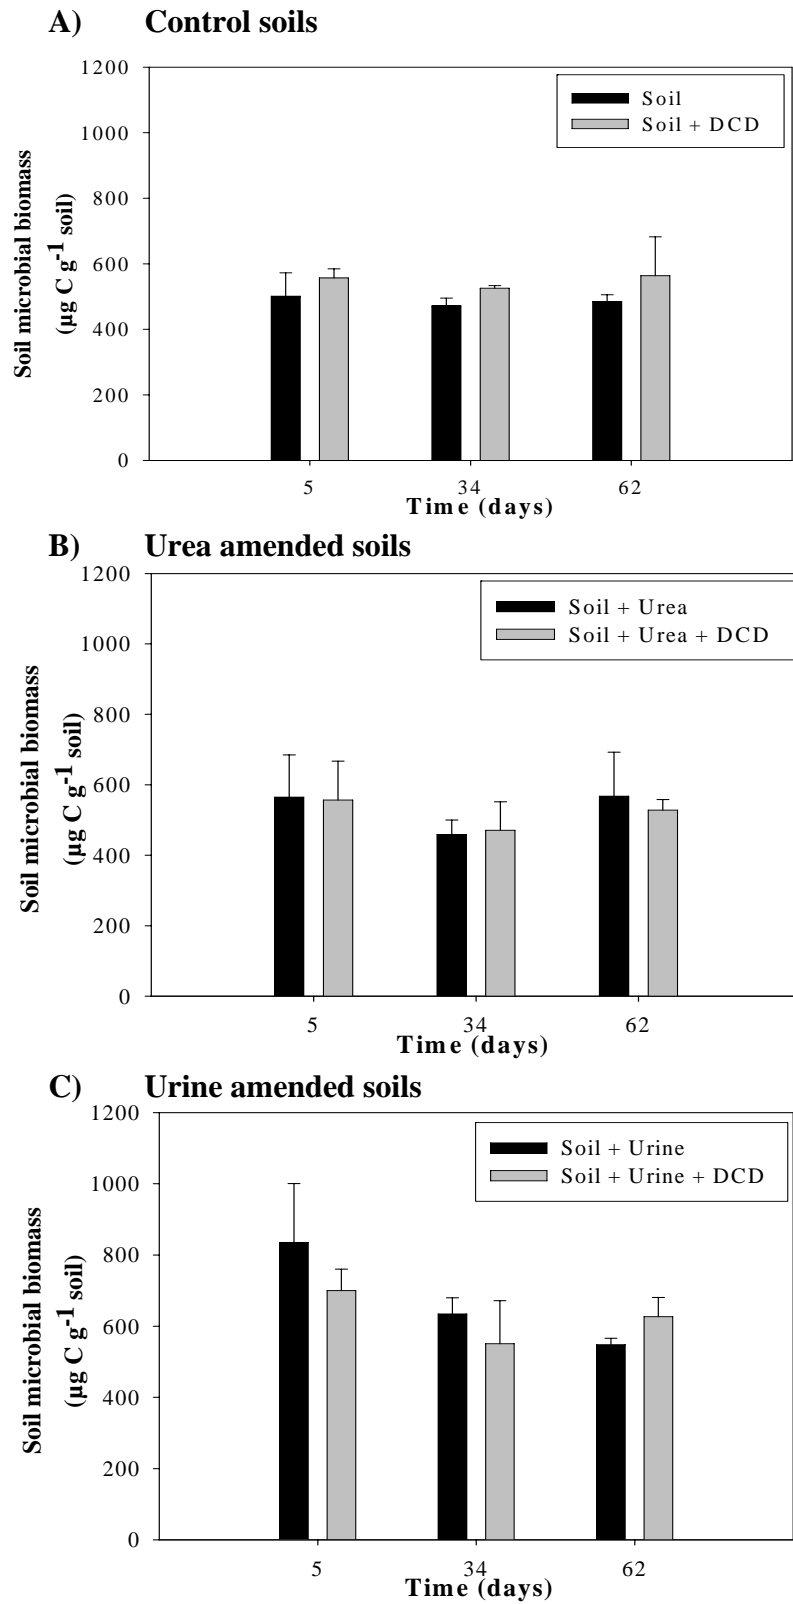 A) Control soils
1200
1000
800
600
400
200
0
Soil microbial biomass
(µg C g-1 soil)
Soil
Soil + DCD
5 34 62
Time (days)
B) Urea amended soils
1200
1000
800
600
400
200
0
Soil microbial biomass
(µg C g-1 soil)
Soil + Urea
Soil + Urea + DCD
5 34 62
Time (days)
C) Urine amended soils
1200
1000
800
600
400
200
0
Soil microbial biomass
(µg C g-1 soil)
Soil + Urine
Soil + Urine + DCD
5 34 62
Time (days)